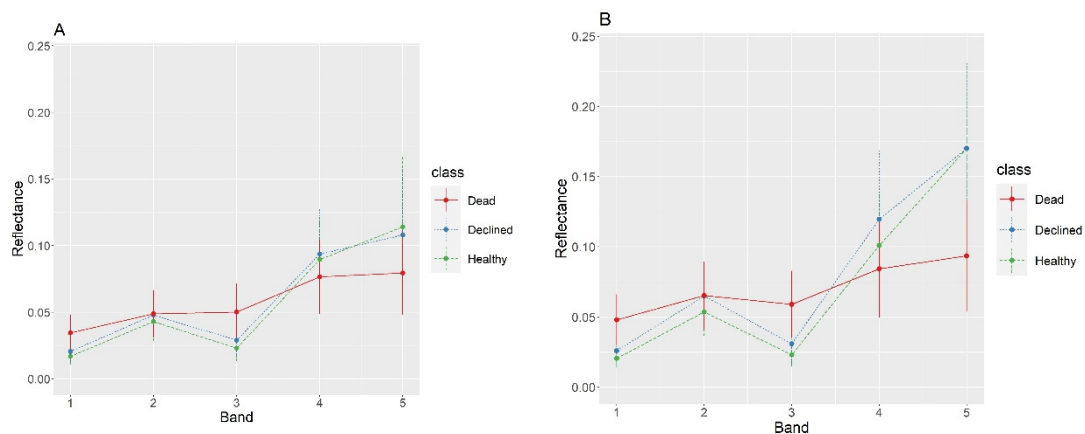 A
0.25
0.20
0.15
0.10
0.05
0.00
Reflectance
1 2 3 4 5
Band
class
Dead
Declined
Healthy
B
0.25
0.20
0.15
0.10
0.05
0.00
Reflectance
1 2 3 4 5
Band
class
Dead
Declined
Healthy